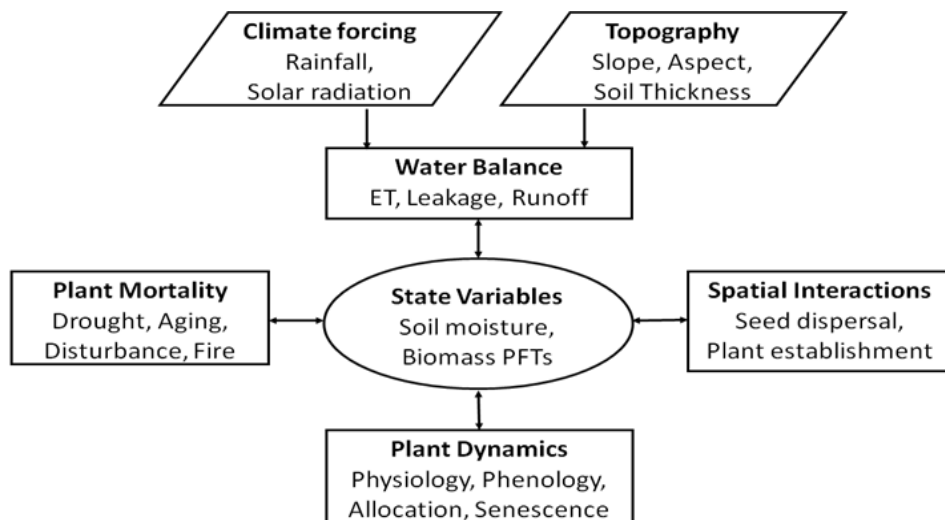 Climate forcing
Rainfall,
Solar radiation
Topography
Slope, Aspect,
Soil Thickness
Water Balance
ET, Leakage, Runoff
Plant Mortality
Drought, Aging,
Disturbance, Fire
State Variables
Soil moisture,
Biomass PFTs
Spatial Interactions
Seed dispersal,
Plant establishment
Plant Dynamics
Physiology, Phenology,
Allocation, Senescence